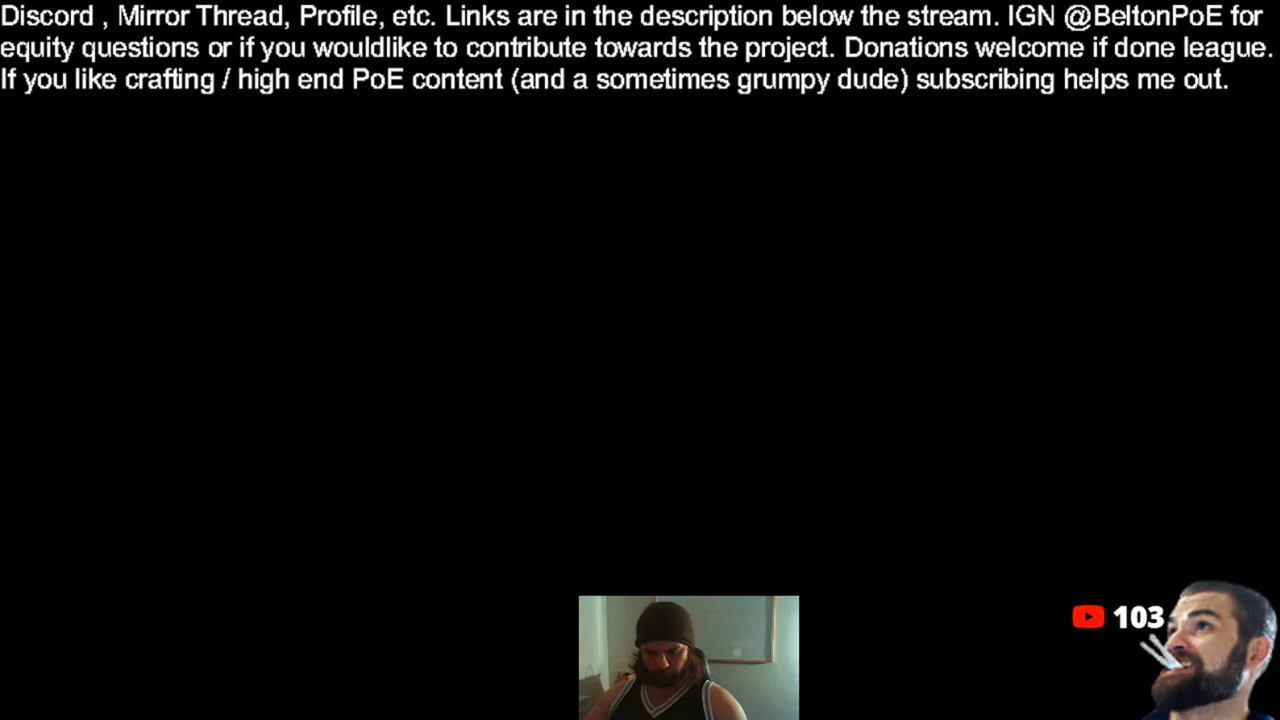 Discord , Mirror Thread, Profile, etc. Links are in the description below the stream. IGN @BeltonPoE for
equity questions or if you wouldlike to contribute towards the project. Donations welcome if done league.
If you like crafting / high end PoE content (and a sometimes grumpy dude) subscribing helps me out.
103